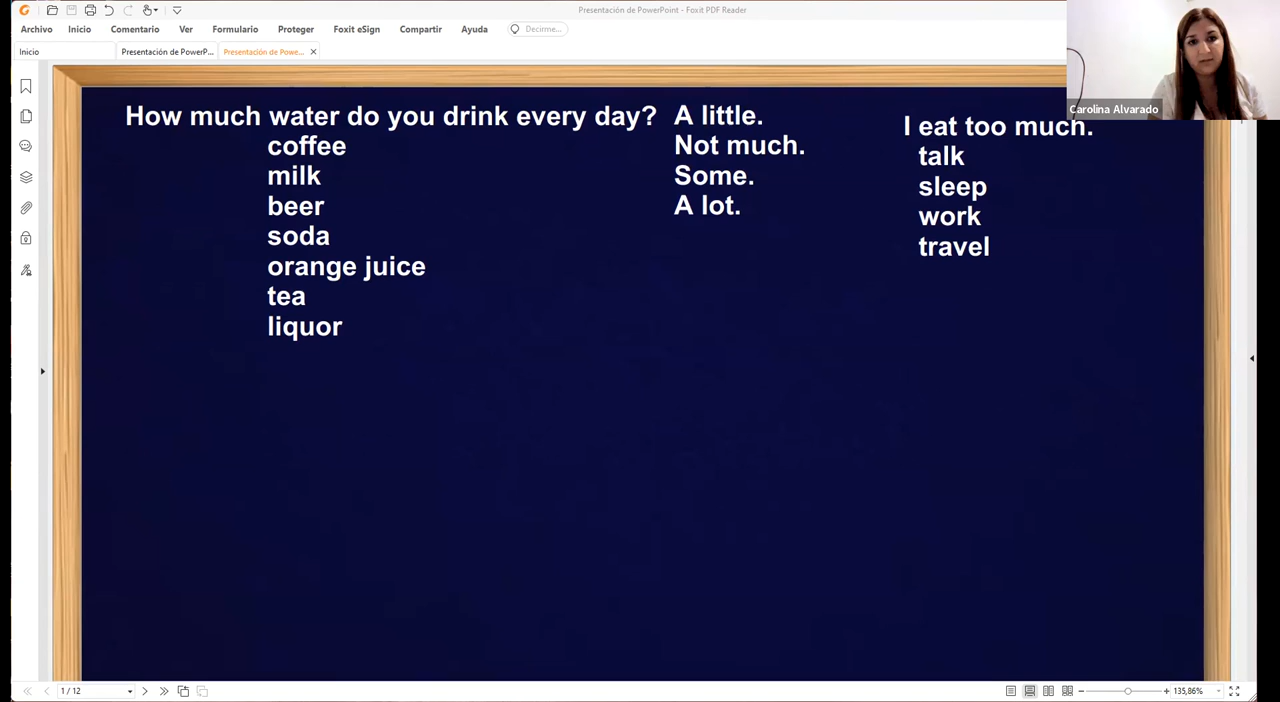 Presentación de PowerPoint - Foxit PDF Reader
Archivo Inicio Comentario Ver Formulario Proteger Foxit eSign Compartir Ayuda Decirme...
Inicio Presentación de PowerP... Presentación de Powe...
Carolina Alvarado
How much water do you drink every day?
coffee
milk
beer
soda
orange juice
tea
liquor
A little.
Not much.
Some.
A lot.
I eat too much.
talk
sleep
work
travel
1 / 12
135,86%